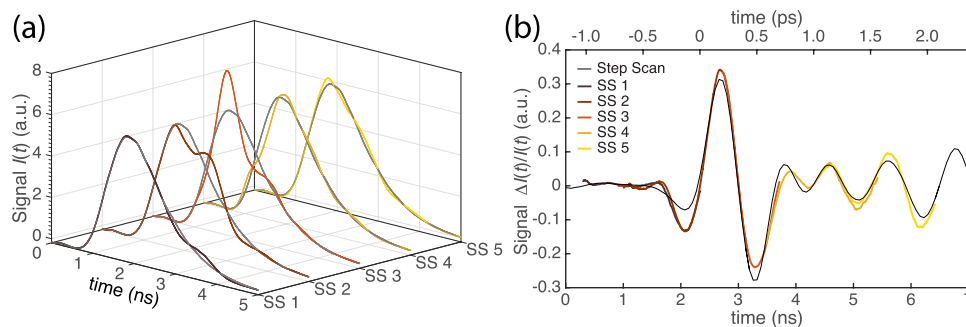 (a)
8
6
4
2
0
Signal I(t) (a.u.)
0
1
2
3
4
5
time (ns)
SS 1
SS 2
SS 3
SS 4
SS 5
(b)
time (ps)
-1.0
-0.5
0
0.5
1.0
1.5
2.0
0.4
0.3
0.2
0.1
0
-0.1
-0.2
-0.3
Signal ΔI(t)/I(t) (a.u.)
Step Scan
SS 1
SS 2
SS 3
SS 4
SS 5
0
1
2
3
4
5
6
time (ns)